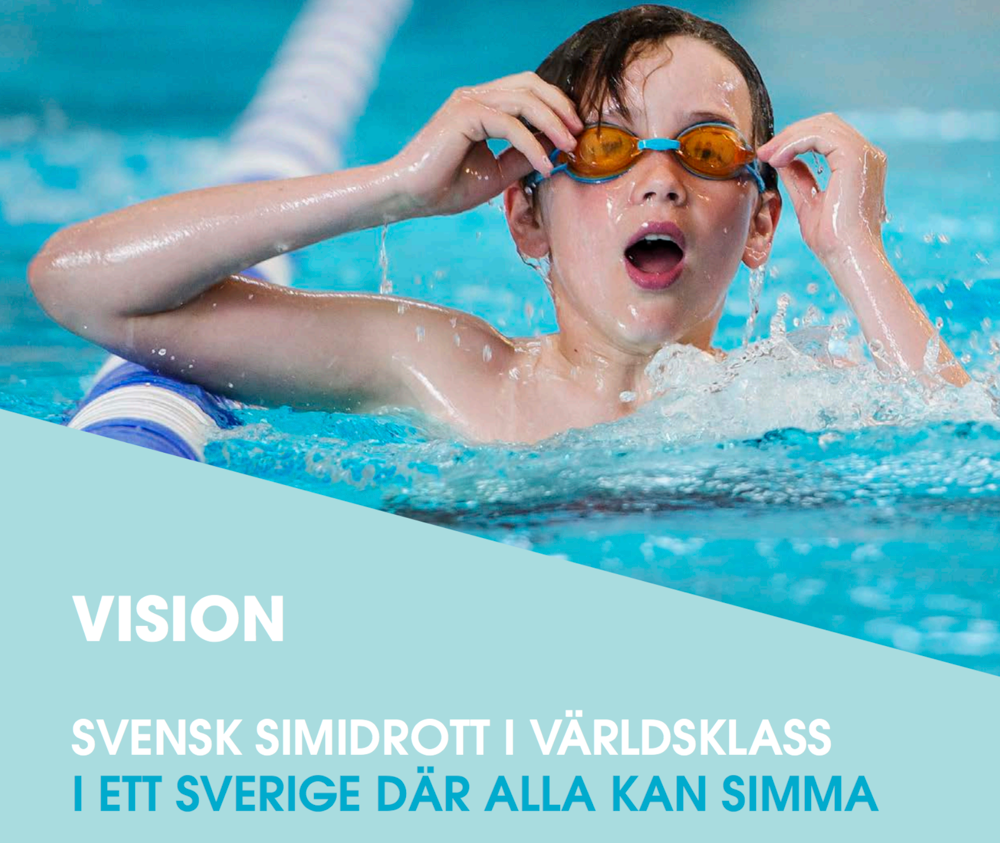 VISION
SVENSK SIMIDROTT I VÄRLDSKLASS
I ETT SVERIGE DÄR ALLA KAN SIMMA